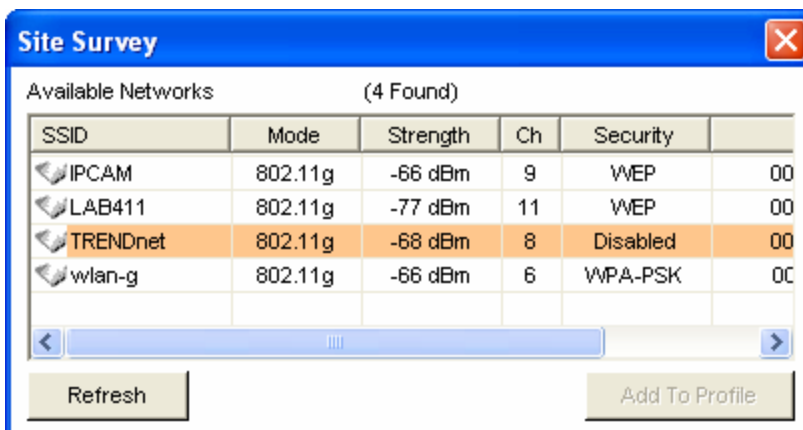 Site Survey
Available Networks (4 Found)
SSID Mode Strength Ch Security
IPCAM 802.11g -66 dBm 9 WEP 00
LAB411 802.11g -77 dBm 11 WEP 00
TRENDnet 802.11g -68 dBm 8 Disabled 00
wlan-g 802.11g -66 dBm 6 WPA-PSK 00
Refresh Add To Profile